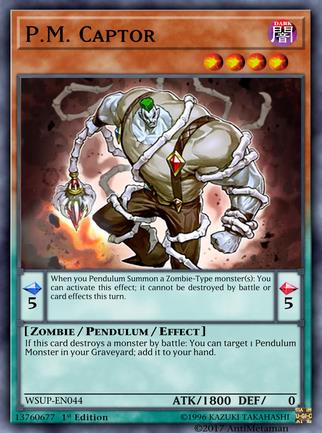 P.M. Captor
DARK
闇
When you Pendulum Summon a Zombie-Type monster(s): You
can activate this effect; it cannot be destroyed by battle or
card effects this turn.
5
5
[ Zombie / Pendulum / Effect ]
If this card destroys a monster by battle: You can target 1 Pendulum
Monster in your Graveyard; add it to your hand.
WSUP-EN044
ATK/1800 DEF/ 0
13760677 1st Edition
©1996 KAZUKI TAKAHASHI
©2017 AntiMetaman